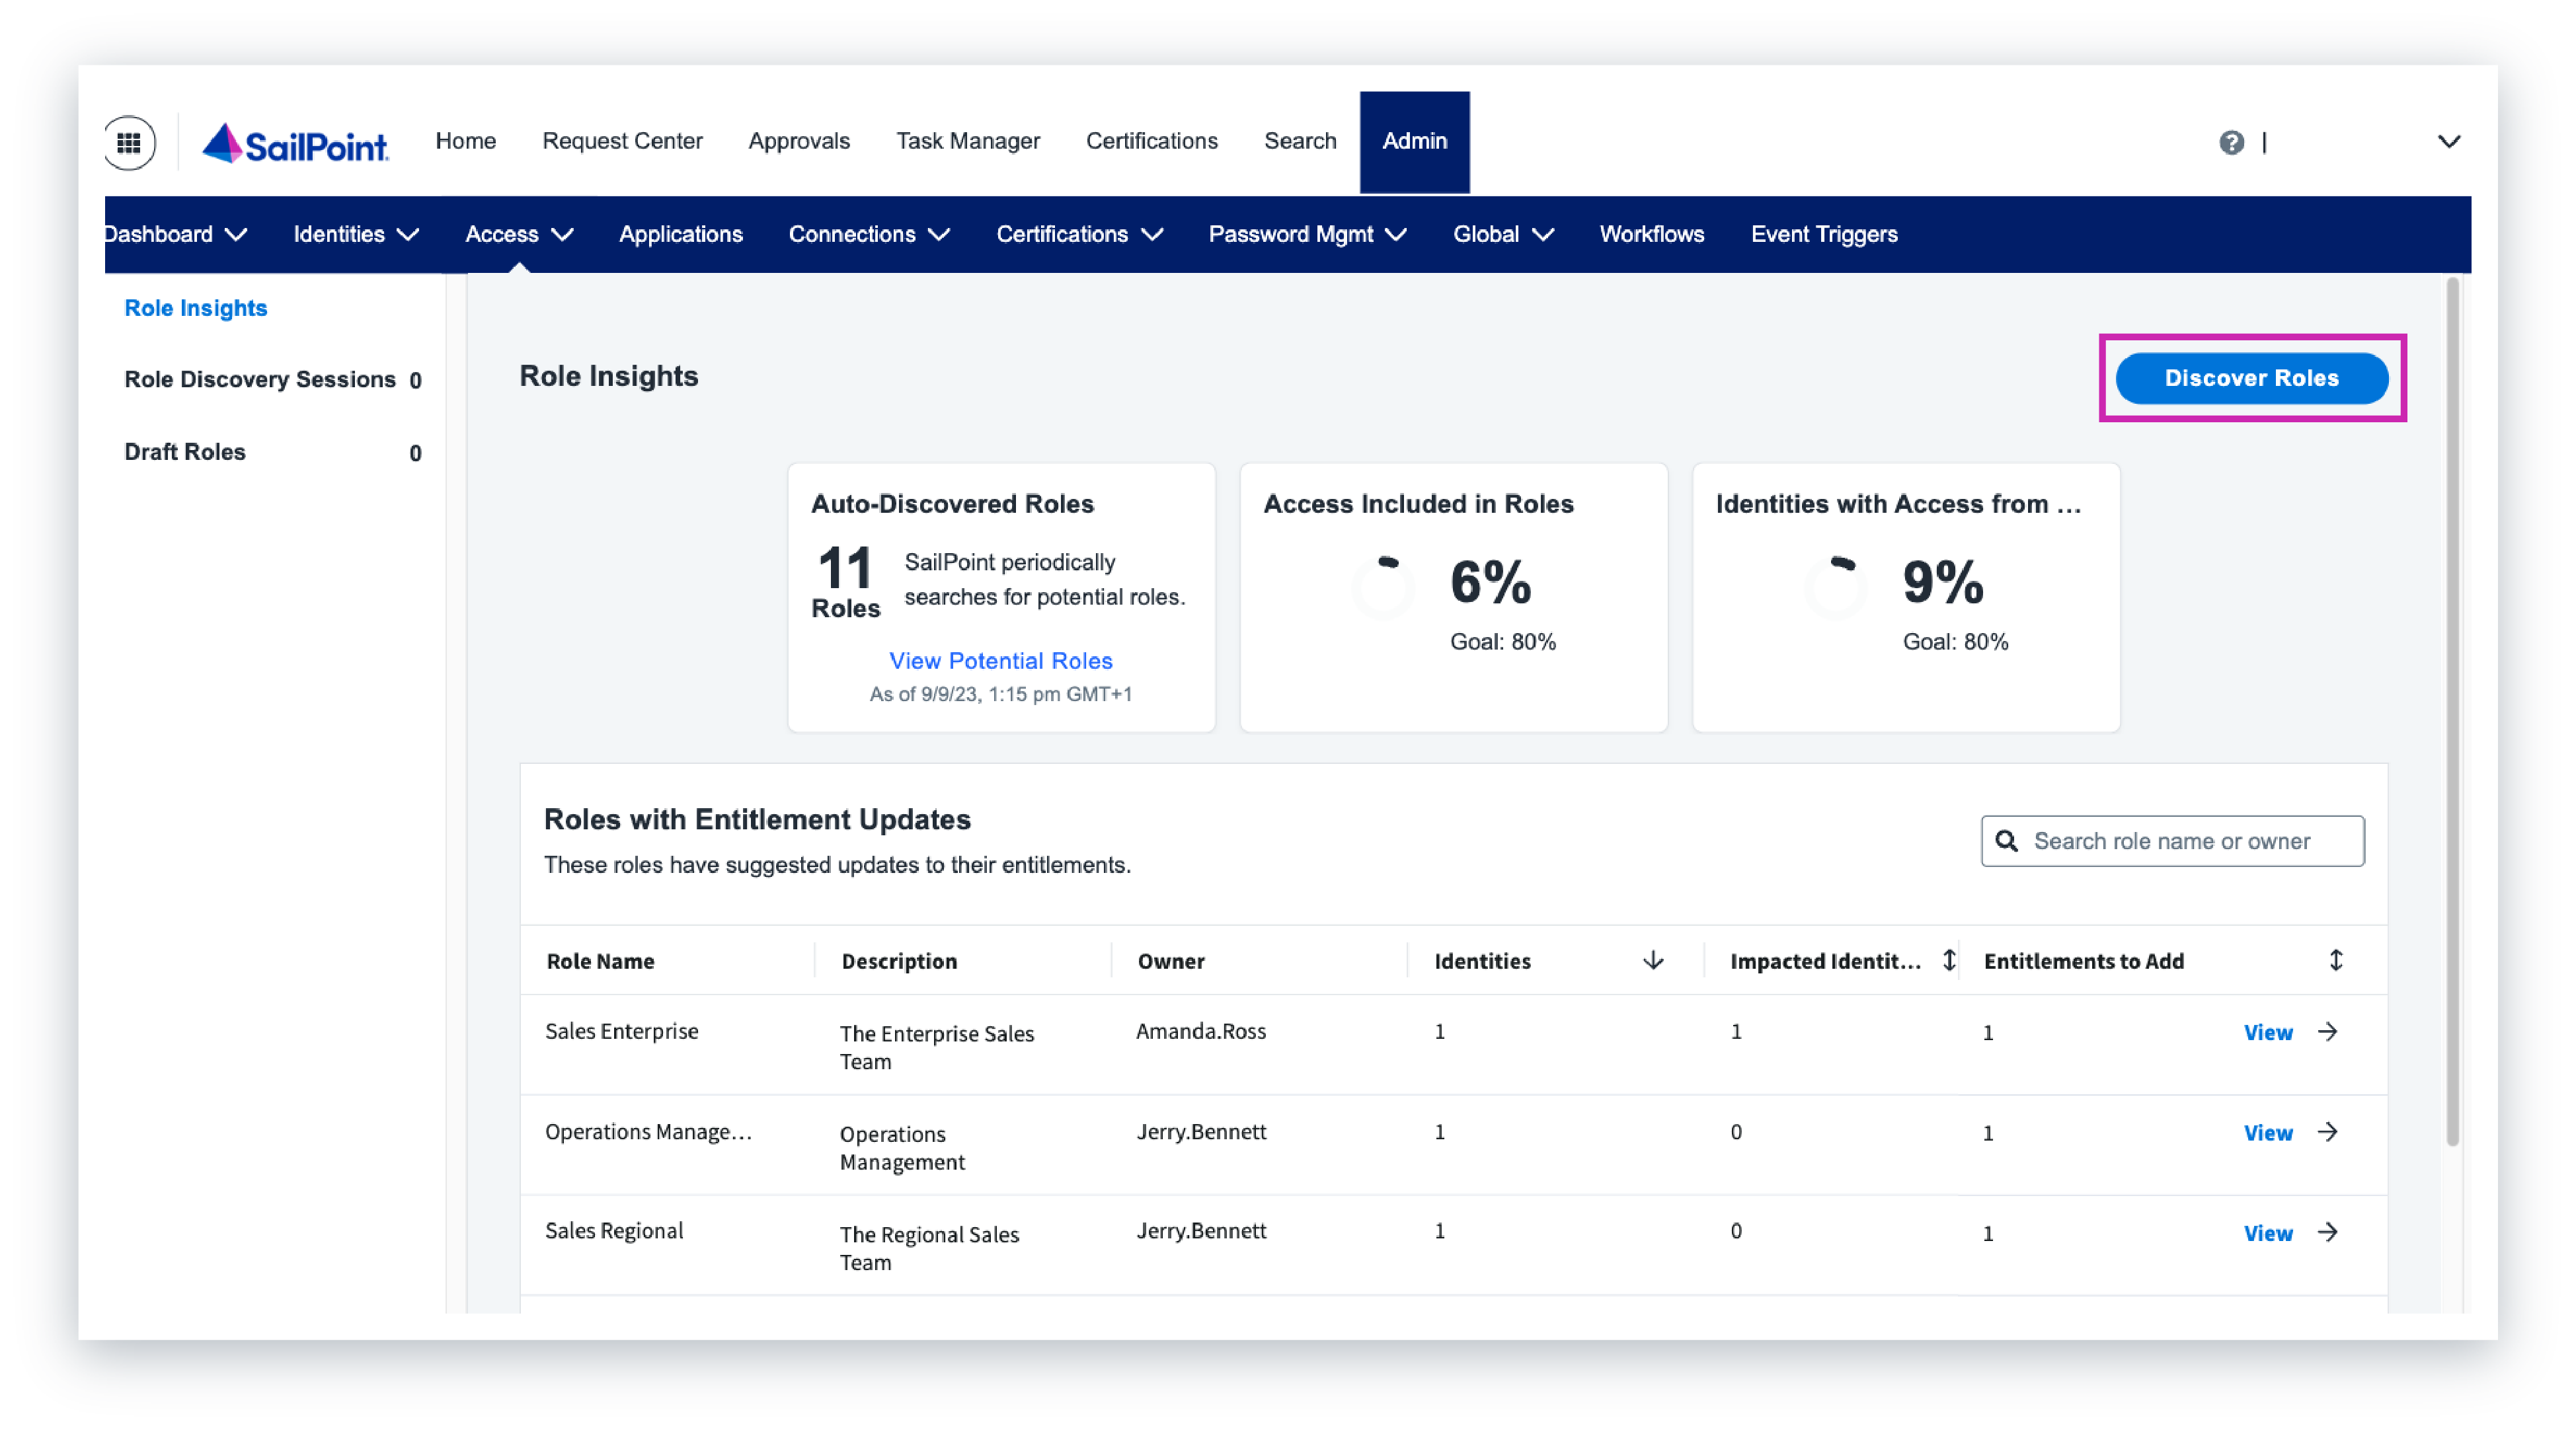 SailPoint Home Request Center Approvals Task Manager Certifications Search Admin ? |
Dashboard Identities Access Applications Connections Certifications Password Mgmt Global Workflows Event Triggers
Role Insights
Role Discovery Sessions 0
Draft Roles 0
Role Insights Discover Roles
Auto-Discovered Roles
11
Roles
SailPoint periodically
searches for potential roles.
View Potential Roles
As of 9/9/23, 1:15 pm GMT+1
Access Included in Roles
6%
Goal: 80%
Identities with Access from ...
9%
Goal: 80%
Roles with Entitlement Updates
These roles have suggested updates to their entitlements.
Search role name or owner
Role Name Description Owner Identities Impacted Identit... Entitlements to Add
Sales Enterprise The Enterprise Sales Amanda.Ross 1 1 1 View
Team
Operations Manage... Operations Jerry.Bennett 1 0 1 View
Management
Sales Regional The Regional Sales Jerry.Bennett 1 0 1 View
Team